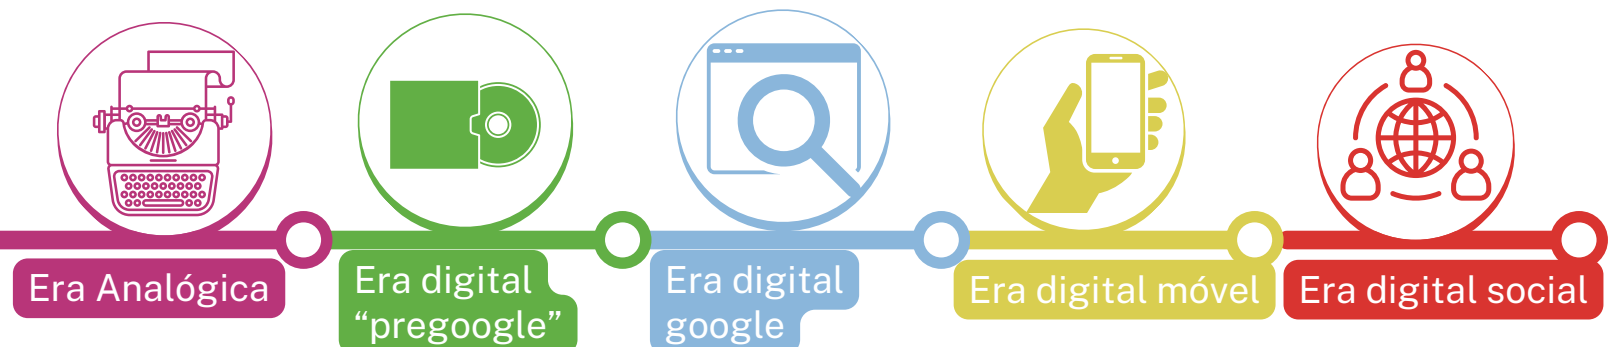 Era Analógica
Era digital
“pregoogle”
Era digital
google
Era digital móvel
Era digital social